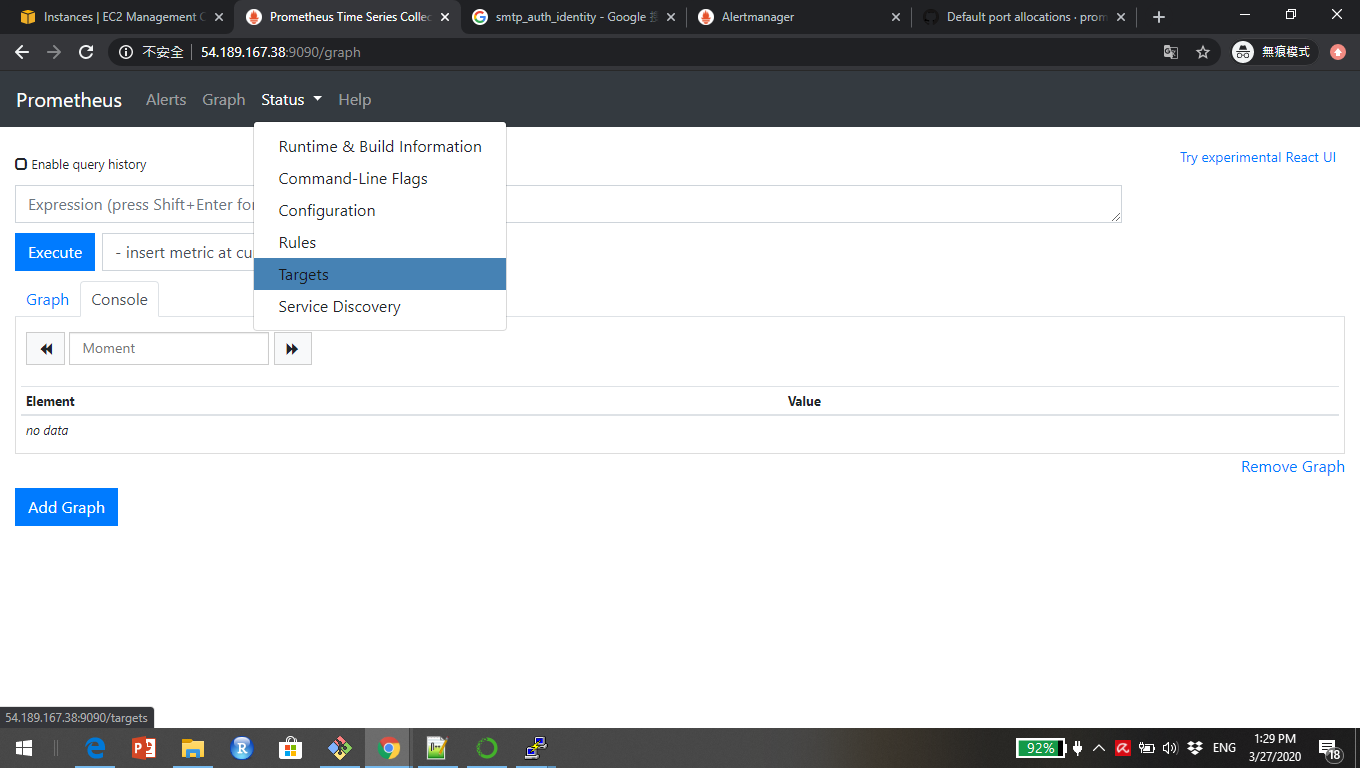 Instances | EC2 Management C
Prometheus Time Series Collec
smtp_auth_identity - Google
Alertmanager
Default port allocations · prom
不安全
54.189.167.38:9090/graph
無痕模式
Prometheus
Alerts
Graph
Status
Help
Runtime & Build Information
Command-Line Flags
Configuration
Rules
Targets
Service Discovery
Enable query history
Try experimental React UI
Expression (press Shift+Enter for
Execute
- insert metric at cu
Graph
Console
Moment
Element
Value
no data
Remove Graph
Add Graph
54.189.167.38:9090/targets
92%
ENG
1:29 PM
3/27/2020
18